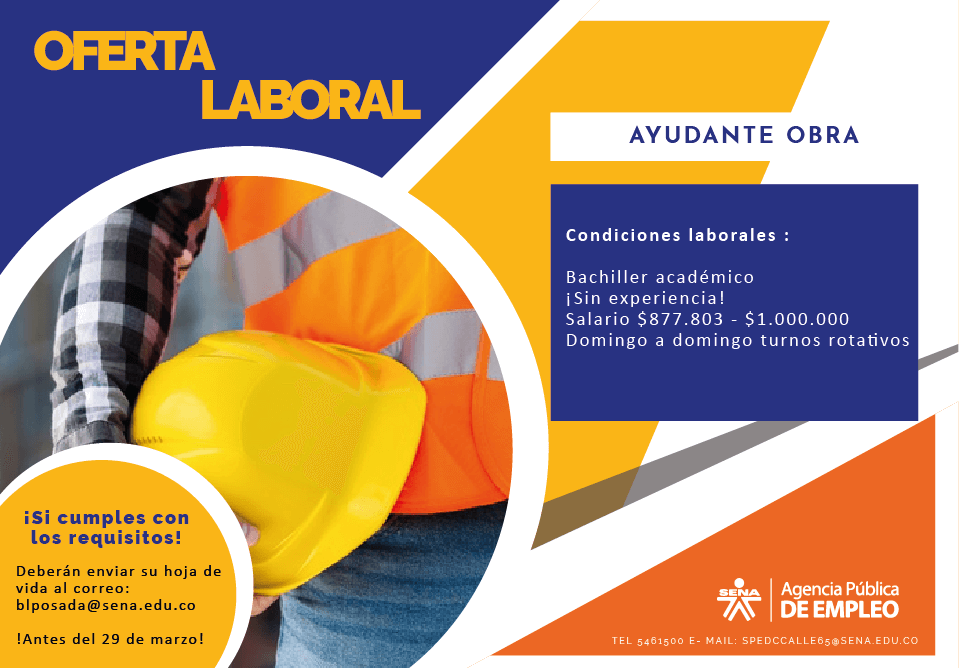 OFERTA
LABORAL
AYUDANTE OBRA
Condiciones laborales :
Bachiller académico
¡Sin experiencia!
Salario $877.803 - $1.000.000
Domingo a domingo turnos rotativos
¡Si cumples con
los requisitos!
Deberán enviar su hoja de
vida al correo:
blposada@sena.edu.co
!Antes del 29 de marzo!
SENA
Agencia Pública
DE EMPLEO
TEL 5461500 E- MAIL: SPEDCCALLE65@SENA.EDU.CO